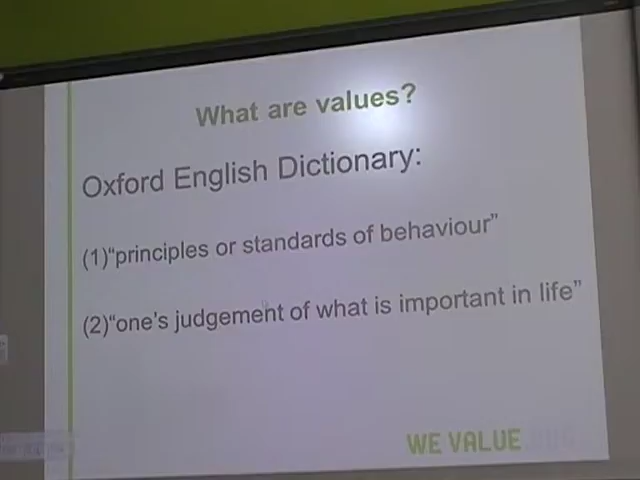 What are values?
Oxford English Dictionary:
(1)“principles or standards of behaviour”
(2)“one's judgement of what is important in life”
WE VALUE